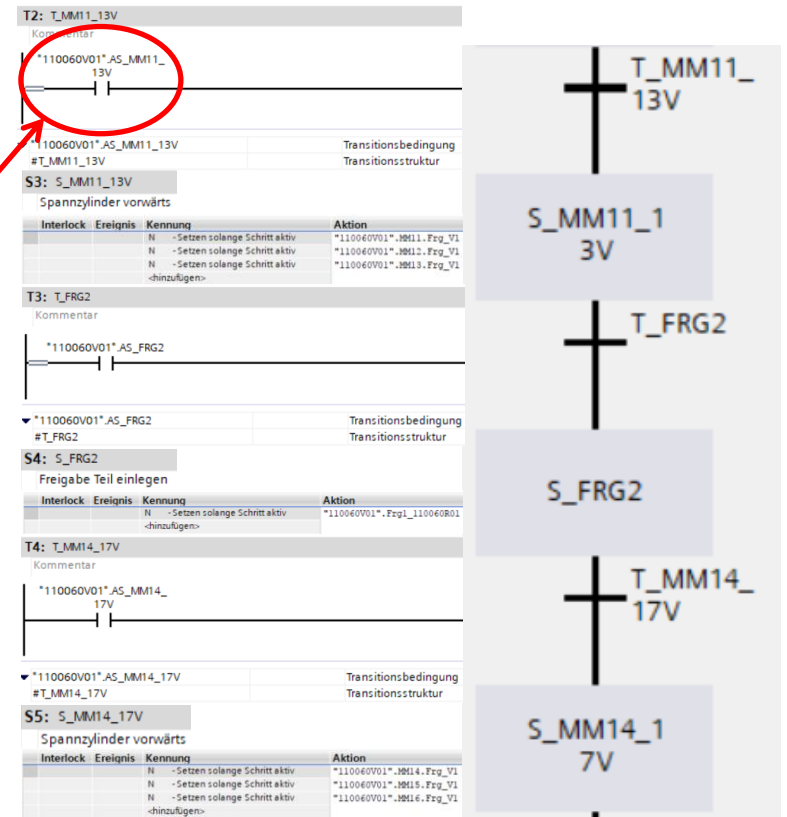 T2: T_MM11_13V
Kommentar
"110060V01".AS_MM11_
13V
"110060V01".AS_MM11_13V Transitionsbedingung
#T_MM11_13V Transitionsstruktur
S3: S_MM11_13V
Spannzylinder vorwärts
Interlock Ereignis Kennung Aktion
N - Setzen solange Schritt aktiv "110060V01".MM11.Frg_V1
N - Setzen solange Schritt aktiv "110060V01".MM12.Frg_V1
N - Setzen solange Schritt aktiv "110060V01".MM13.Frg_V1
<hinzufügen>
T3: T_FRG2
Kommentar
"110060V01".AS_FRG2
"110060V01".AS_FRG2 Transitionsbedingung
#T_FRG2 Transitionsstruktur
S4: S_FRG2
Freigabe Teil einlegen
Interlock Ereignis Kennung Aktion
N - Setzen solange Schritt aktiv "110060V01".Frg1_110060R01
<hinzufügen>
T4: T_MM14_17V
Kommentar
"110060V01".AS_MM14_
17V
"110060V01".AS_MM14_17V Transitionsbedingung
#T_MM14_17V Transitionsstruktur
S5: S_MM14_17V
Spannzylinder vorwärts
Interlock Ereignis Kennung Aktion
N - Setzen solange Schritt aktiv "110060V01".MM14.Frg_V1
N - Setzen solange Schritt aktiv "110060V01".MM15.Frg_V1
N - Setzen solange Schritt aktiv "110060V01".MM16.Frg_V1
<hinzufügen>
T_MM11_
13V
S_MM11_1
3V
T_FRG2
S_FRG2
T_MM14_
17V
S_MM14_1
7V